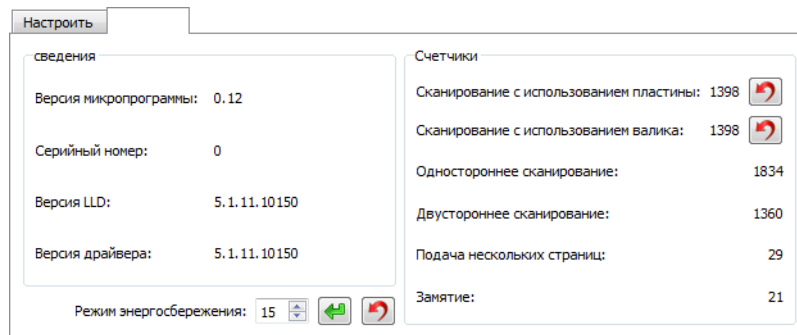 Настроить
сведения
Версия микропрограммы: 0.12
Серийный номер: 0
Версия LLD: 5.1.11.10150
Версия драйвера: 5.1.11.10150
Режим энергосбережения: 15
Счетчики
Сканирование с использованием пластины: 1398
Сканирование с использованием валика: 1398
Одностороннее сканирование: 1834
Двустороннее сканирование: 1360
Подача нескольких страниц: 29
Замятие: 21